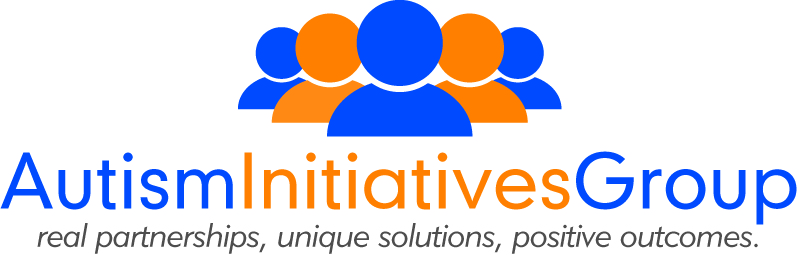 AutismInitiativesGroup
real partnerships, unique solutions, positive outcomes.